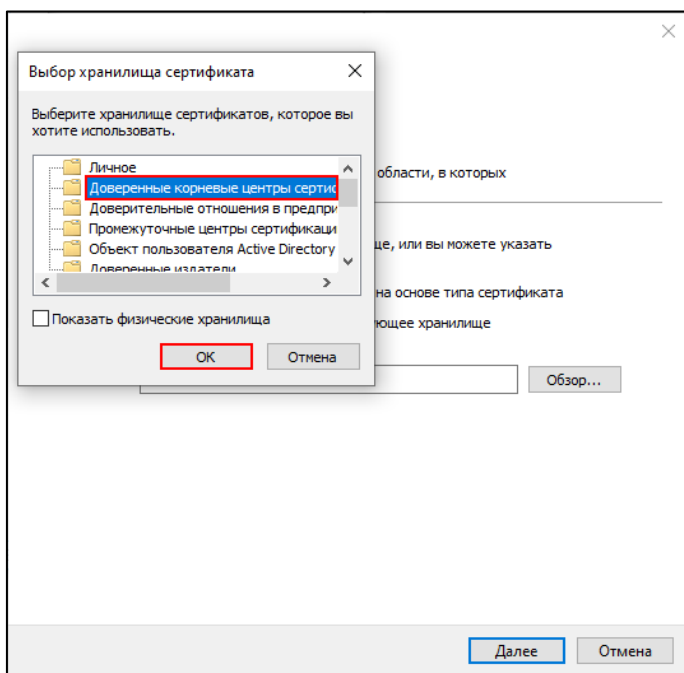 Выбор хранилища сертификата
Выберите хранилище сертификатов, которое вы
хотите использовать.
Личное
Доверенные корневые центры сертис
Доверительные отношения в предпри
Промежуточные центры сертификаци
Объект пользователя Active Directory
Доверенные издатели
Показать физические хранилища
ОК
Отмена
области, в которых
ще, или вы можете указать
на основе типа сертификата
ующее хранилище
Обзор...
Далее
Отмена